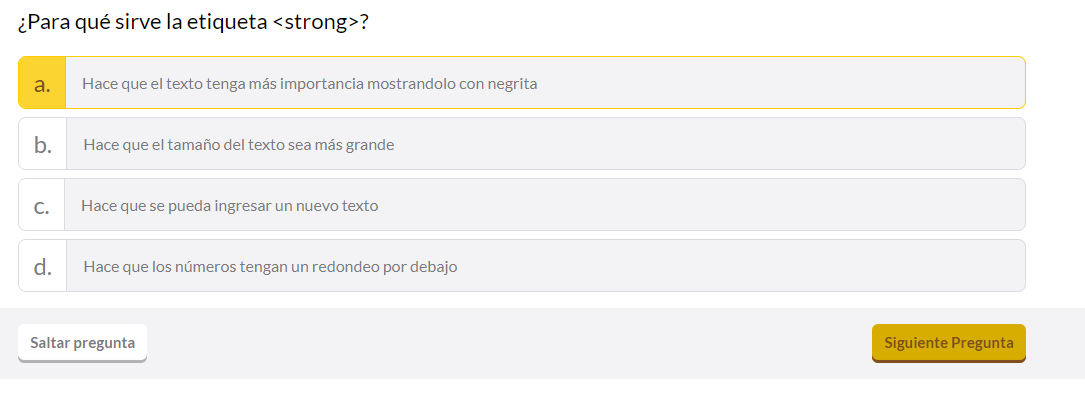 ¿Para qué sirve la etiqueta <strong>?
a. Hace que el texto tenga más importancia mostrandolo con negrita
b. Hace que el tamaño del texto sea más grande
c. Hace que se pueda ingresar un nuevo texto
d. Hace que los números tengan un redondeo por debajo
Saltar pregunta Siguiente Pregunta